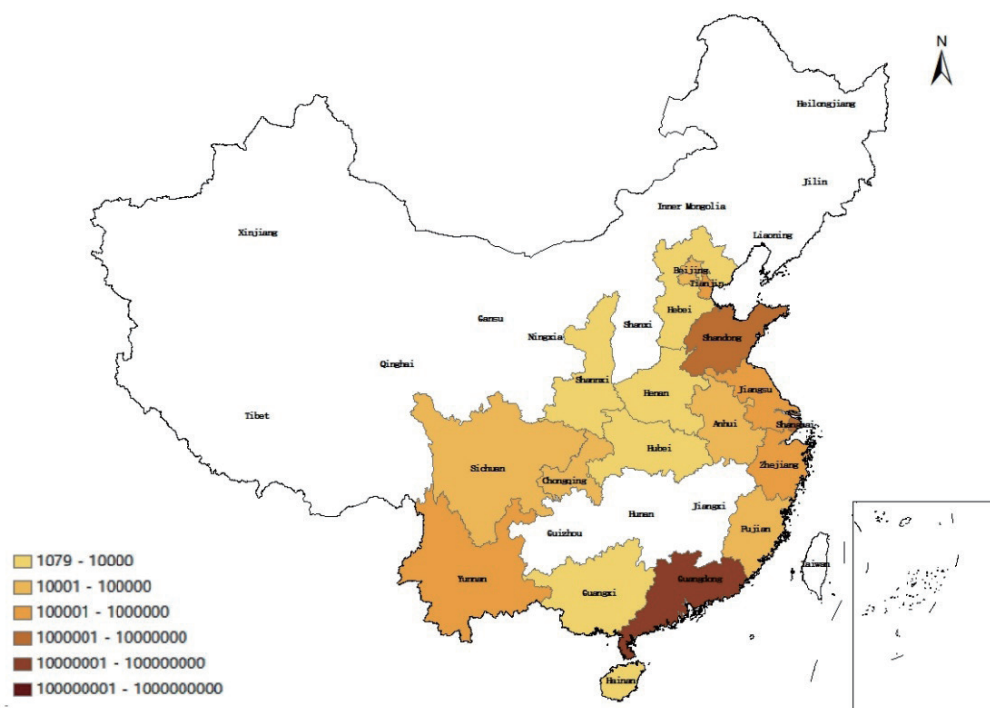 N
Heilongjiang
Jilin
Inner Mongolia
Liaoning
Xinjiang
Beijing
Tianjin
Hebei
Gansu
Ningxia
Shanxi
Shandong
Qinghai
Shannxi
Henan
Jiangsu
Tibet
Anhui
Shanghai
Hubei
Zhejiang
Sichuan
Chongqing
Hunan
Jiangxi
Guizhou
Fujian
Taiwan
Yunnan
Guangxi
Guangdong
Hainan
1079 - 10000
10001 - 100000
100001 - 1000000
1000001 - 10000000
10000001 - 100000000
100000001 - 1000000000